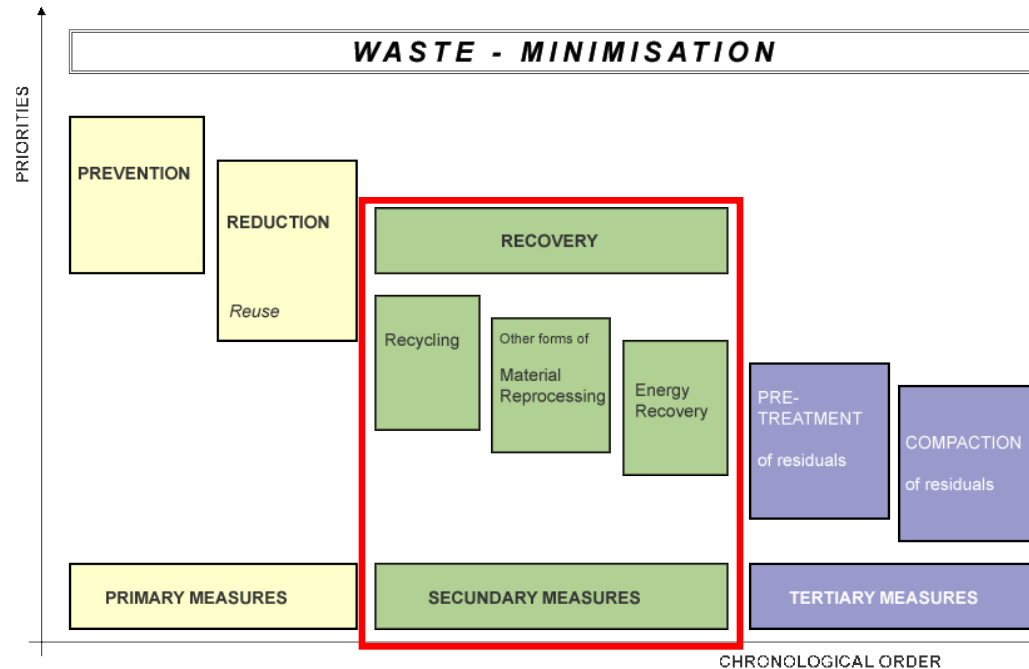 WASTE - MINIMISATION
PRIORITIES
PREVENTION
REDUCTION
Reuse
RECOVERY
Recycling
Other forms of
Material
Reprocessing
Energy
Recovery
PRE-
TREATMENT
of residuals
COMPACTION
of residuals
PRIMARY MEASURES
SECUNDARY MEASURES
TERTIARY MEASURES
CHRONOLOGICAL ORDER